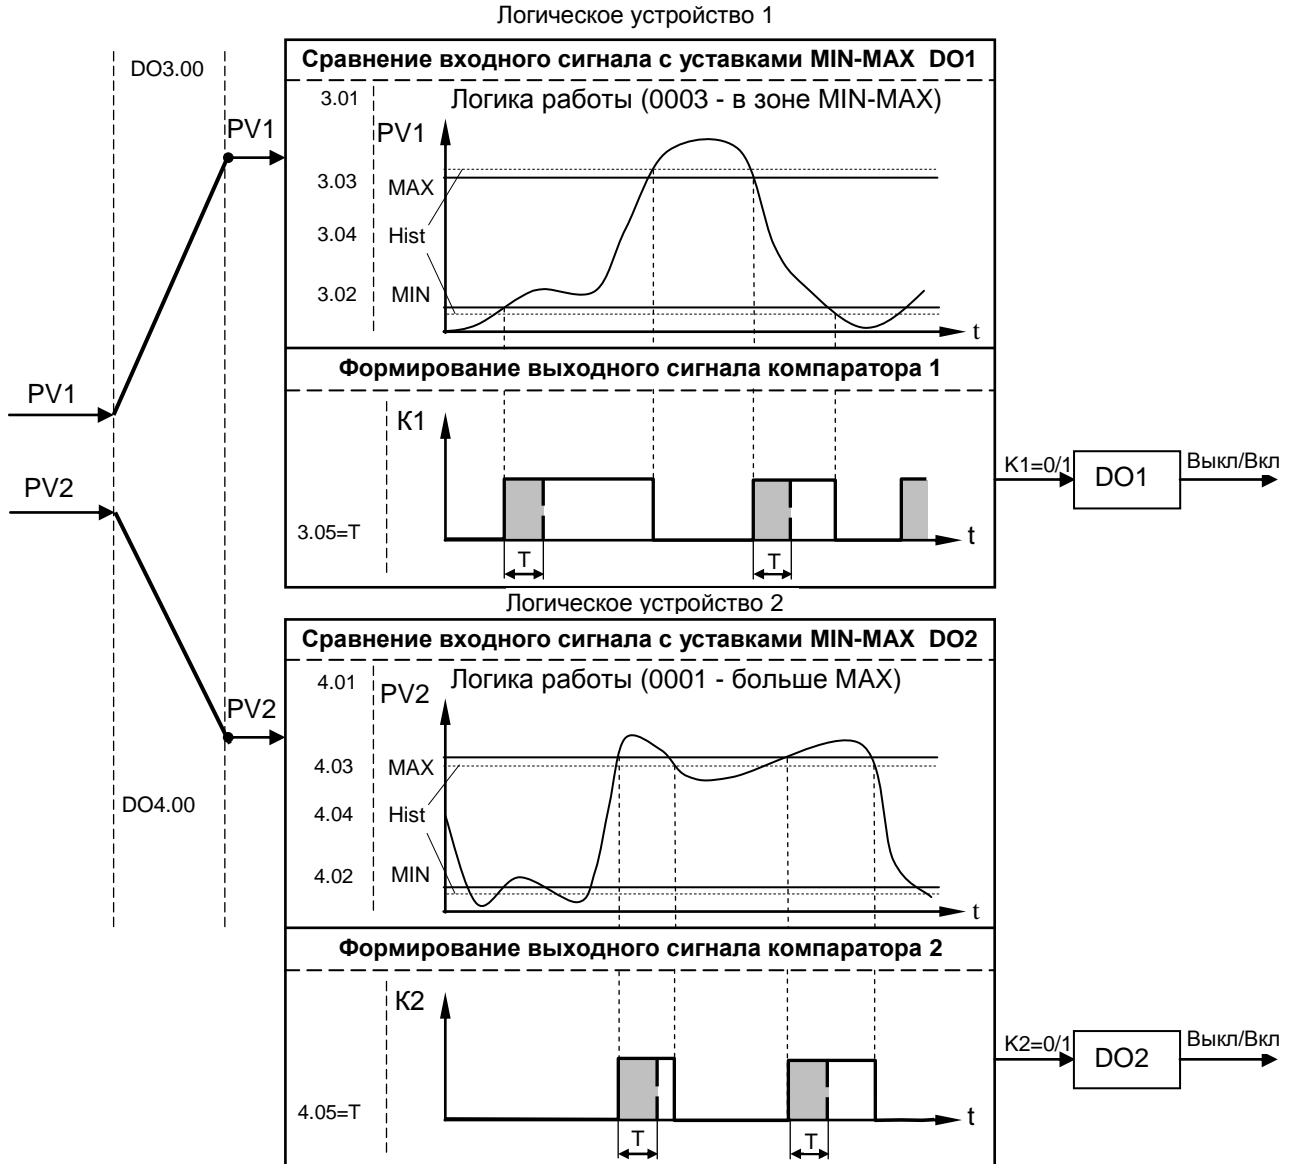 Логическое устройство 1
Сравнение входного сигнала с уставками MIN-MAX DO1
DO3.00
3.01
Логика работы (0003 - в зоне MIN-MAX)
PV1
PV1
3.03
MAX
3.04
Hist
3.02
MIN
t
Формирование выходного сигнала компаратора 1
PV1
K1
K1=0/1
DO1
Выкл/Вкл
PV2
3.05=T
t
T
T
Логическое устройство 2
Сравнение входного сигнала с уставками MIN-MAX DO2
4.01
Логика работы (0001 - больше MAX)
PV2
PV2
4.03
MAX
DO4.00
4.04
Hist
4.02
MIN
t
Формирование выходного сигнала компаратора 2
K2
K2=0/1
DO2
Выкл/Вкл
4.05=T
t
T
T